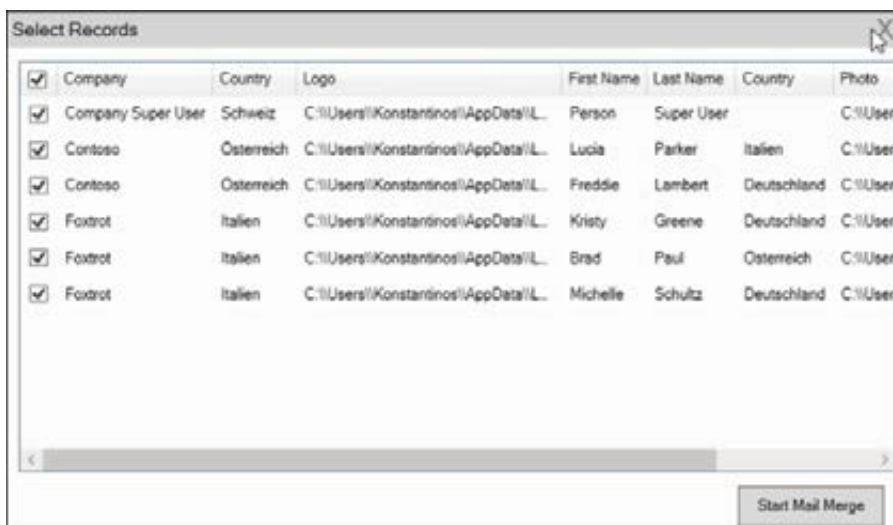 Select Records
Company Country Logo First Name Last Name Country Photo
Company Super User Schweiz C:\\Users\\Konstantinos\\AppData\\L... Person Super User C:\\User
Contoso Österreich C:\\Users\\Konstantinos\\AppData\\L... Lucia Parker Italien C:\\User
Contoso Österreich C:\\Users\\Konstantinos\\AppData\\L... Freddie Lambert Deutschland C:\\User
Foxtrot Italien C:\\Users\\Konstantinos\\AppData\\L... Kristy Greene Deutschland C:\\User
Foxtrot Italien C:\\Users\\Konstantinos\\AppData\\L... Brad Paul Österreich C:\\User
Foxtrot Italien C:\\Users\\Konstantinos\\AppData\\L... Michelle Schultz Deutschland C:\\User
Start Mail Merge